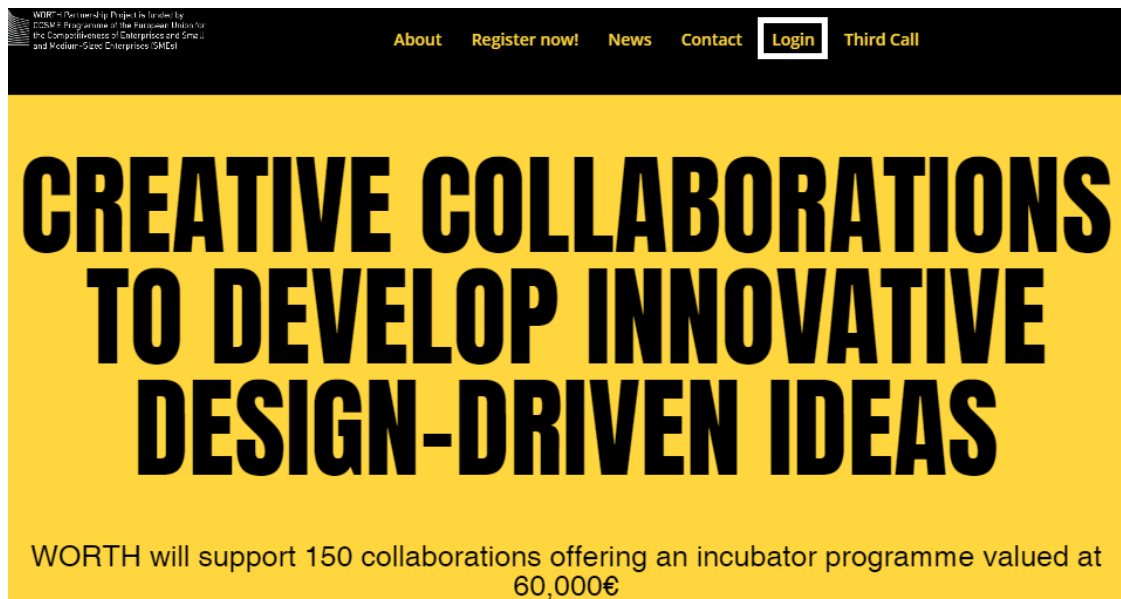 WORTH Partnership Project is funded by
COSME Programme of the European Union for
the Competitiveness of Enterprises and Small
and Medium-Sized Enterprises (SMEs)
About Register now! News Contact Login Third Call
CREATIVE COLLABORATIONS
TO DEVELOP INNOVATIVE
DESIGN-DRIVEN IDEAS
WORTH will support 150 collaborations offering an incubator programme valued at
60,000€